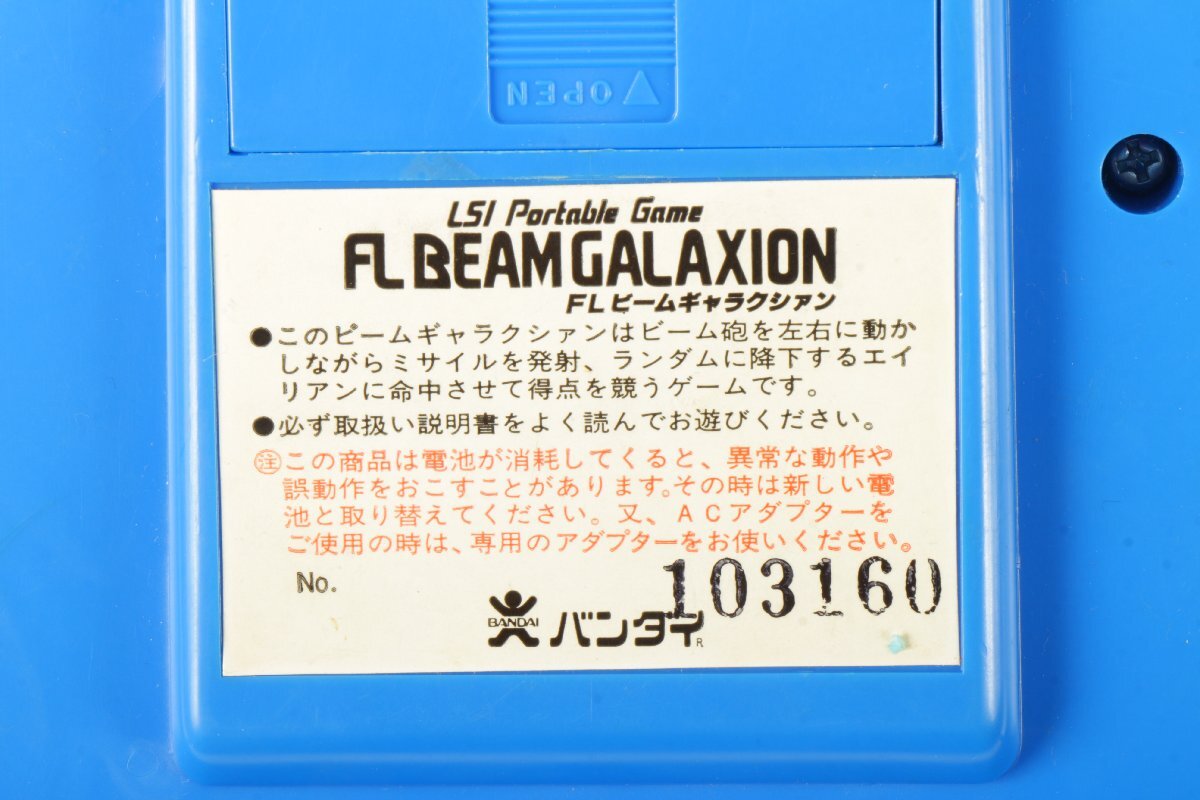 OPEN
LSI Portable Game
FL BEAMGALAXION
FLビームギャラクシァン
●このビームギャラクシァンはビーム砲を左右に動か
しながらミサイルを発射、ランダムに降下するエイ
リアンに命中させて得点を競うゲームです。
●必ず取扱い説明書をよく読んでお遊びください。
㊟この商品は電池が消耗してくると、異常な動作や
誤動作をおこすことがあります。その時は新しい電
池と取り替えてください。又、ACアダプターを
ご使用の時は、専用のアダプターをお使いください。
No. 103160
BANDAI バンダイ R